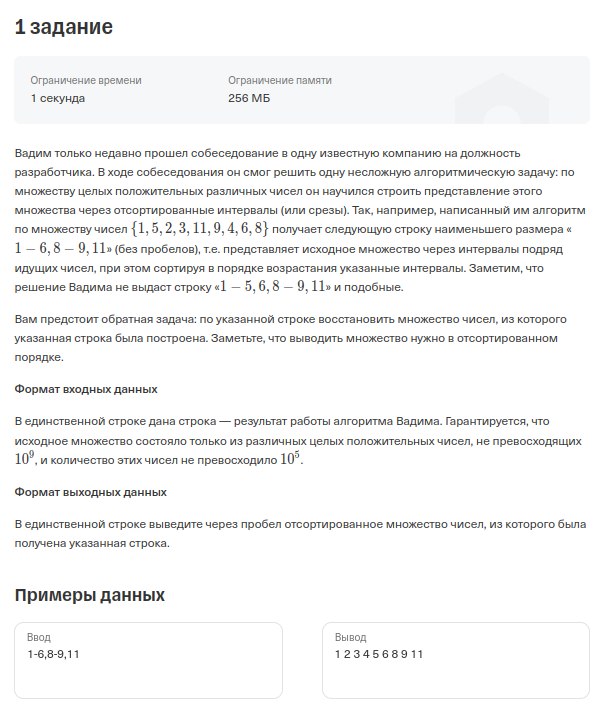 1 задание
Ограничение времени
Ограничение памяти
1 секунда
256 МБ
Вадим только недавно прошел собеседование в одну известную компанию на должность
разработчика. В ходе собеседования он смог решить одну несложную алгоритмическую задачу: по
множеству целых положительных различных чисел он научился строить представление этого
множества через отсортированные интервалы (или срезы). Так, например, написанный им алгоритм
по множеству чисел {1, 5, 2, 3, 11, 9, 4, 6, 8} получает следующую строку наименьшего размера «
1 − 6, 8 − 9, 11» (без пробелов), т.е. представляет исходное множество через интервалы подряд
идущих чисел, при этом сортируя в порядке возрастания указанные интервалы. Заметим, что
решение Вадима не выдаст строку «1 − 5, 6, 8 − 9, 11» и подобные.
Вам предстоит обратная задача: по указанной строке восстановить множество чисел, из которого
указанная строка была построена. Заметьте, что выводить множество нужно в отсортированном
порядке.
Формат входных данных
В единственной строке дана строка — результат работы алгоритма Вадима. Гарантируется, что
исходное множество состояло только из различных целых положительных чисел, не превосходящих
10⁹, и количество этих чисел не превосходило 10⁵.
Формат выходных данных
В единственной строке выведите через пробел отсортированное множество чисел, из которого была
получена указанная строка.
Примеры данных
Ввод
1-6,8-9,11
Вывод
1 2 3 4 5 6 8 9 11